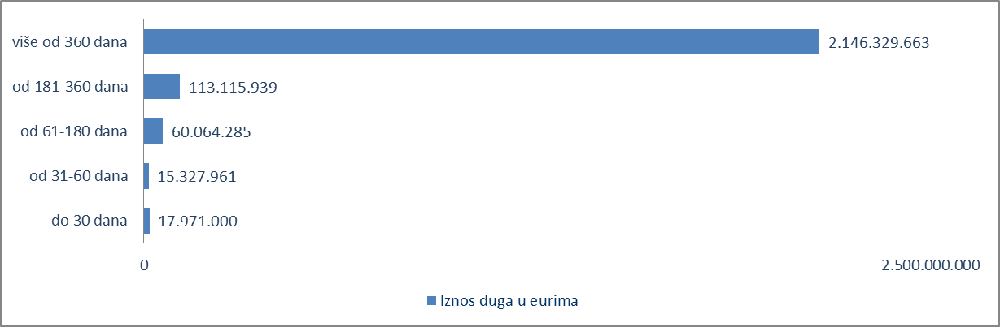 više od 360 dana 2.146.329.663
od 181-360 dana 113.115.939
od 61-180 dana 60.064.285
od 31-60 dana 15.327.961
do 30 dana 17.971.000
0 2.500.000.000
Iznos duga u eurima